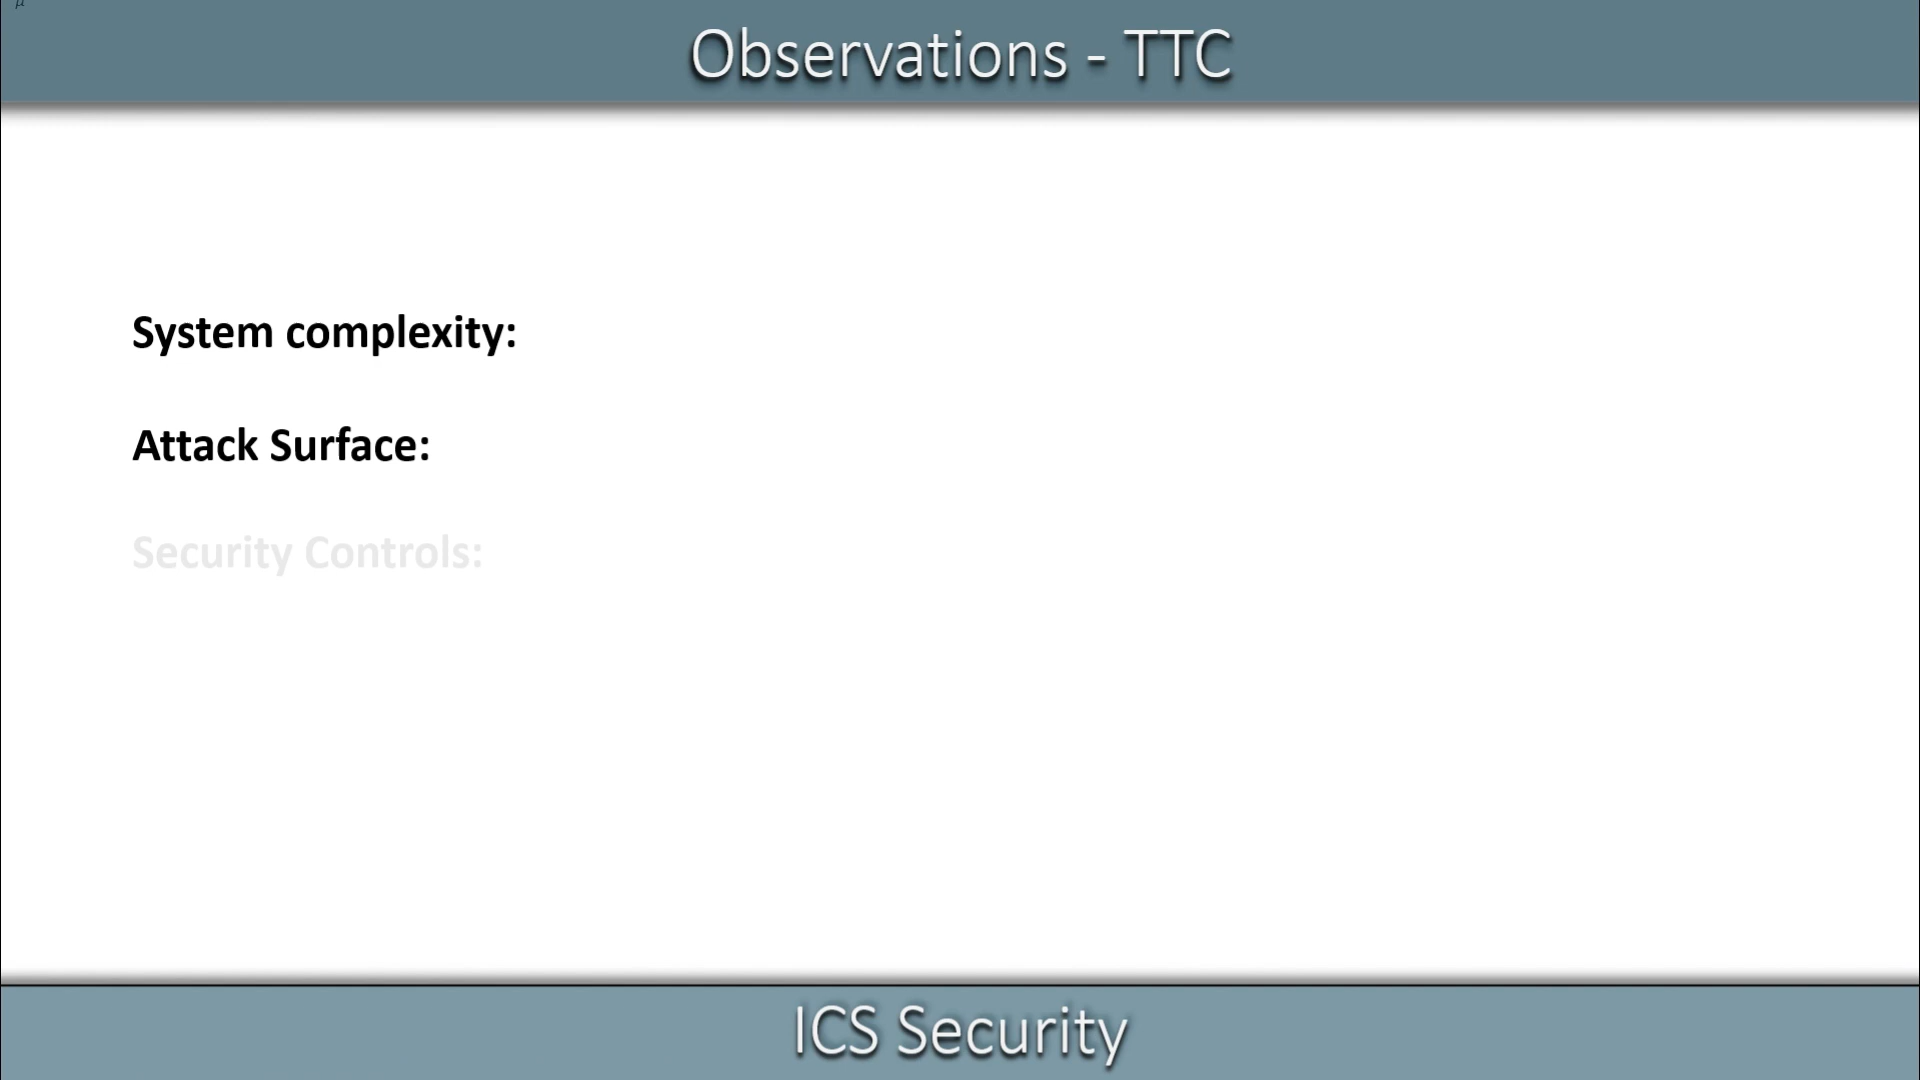 μ
Observations - TTC
System complexity:
Attack Surface:
Security Controls:
ICS Security